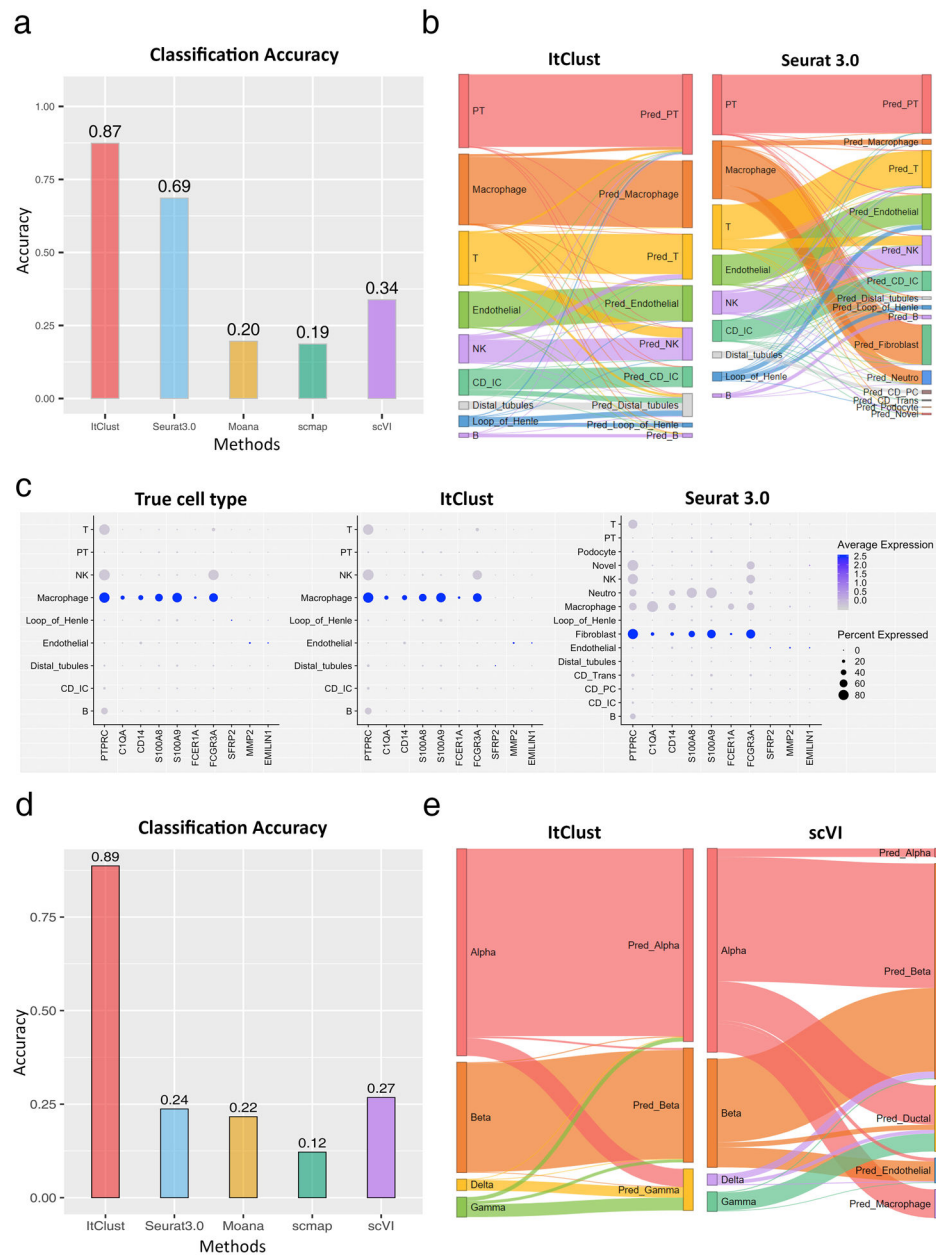 a
Classification Accuracy
1.00
0.75
0.50
0.25
0.00
Accuracy
0.87
0.69
0.20
0.19
0.34
ItClust
Seurat3.0
Moana
scmap
scVI
Methods
b
ItClust
PT
Macrophage
T
Endothelial
NK
CD_IC
Distal_tubules
Loop_of_Henle
B
Pred_PT
Pred_Macrophage
Pred_T
Pred_Endothelial
Pred_NK
Pred_CD_IC
Pred_Distal_tubules
Pred_Loop_of_Henle
Pred_B
Seurat 3.0
PT
Macrophage
T
Endothelial
NK
CD_IC
Distal_tubules
Loop_of_Henle
B
Pred_PT
Pred_Macrophage
Pred_T
Pred_Endothelial
Pred_NK
Pred_CD_IC
Pred_Distal_tubules
Pred_Loop_of_Henle
Pred_B
Pred_Fibroblast
Pred_Neutro
Pred_CD_PC
Pred_CD_Trans
Pred_Podocyte
Pred_Novel
c
True cell type
T
PT
NK
Macrophage
Loop_of_Henle
Endothelial
Distal_tubules
CD_IC
B
PTPRC
C1QA
CD14
S100A8
S100A9
FCER1A
FCGR3A
SFRP2
MMP2
EMILIN1
ItClust
T
PT
NK
Macrophage
Loop_of_Henle
Endothelial
Distal_tubules
CD_IC
B
PTPRC
C1QA
CD14
S100A8
S100A9
FCER1A
FCGR3A
SFRP2
MMP2
EMILIN1
Seurat 3.0
T
PT
Podocyte
Novel
NK
Neutro
Macrophage
Loop_of_Henle
Fibroblast
Endothelial
Distal_tubules
CD_Trans
CD_PC
CD_IC
B
PTPRC
C1QA
CD14
S100A8
S100A9
FCER1A
FCGR3A
SFRP2
MMP2
EMILIN1
Average Expression
2.5
2.0
1.5
1.0
0.5
0.0
Percent Expressed
0
20
40
60
80
d
Classification Accuracy
0.75
0.50
0.25
0.00
Accuracy
0.89
0.24
0.22
0.12
0.27
ItClust
Seurat3.0
Moana
scmap
scVI
Methods
e
ItClust
Alpha
Beta
Delta
Gamma
Pred_Alpha
Pred_Beta
Pred_Gamma
scVI
Alpha
Beta
Delta
Gamma
Pred_Alpha
Pred_Beta
Pred_Ductal
Pred_Endothelial
Pred_Macrophage